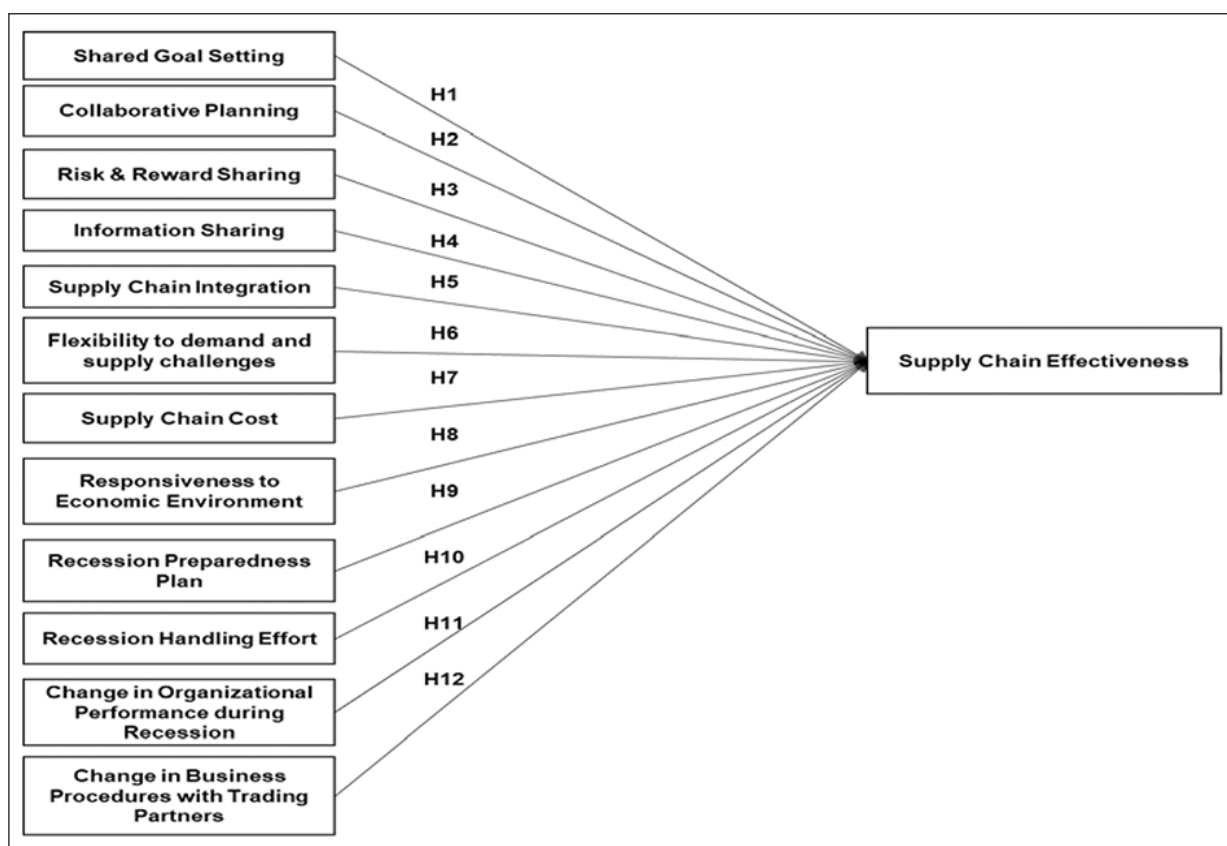 Shared Goal Setting
H1
Collaborative Planning
H2
Risk & Reward Sharing
H3
Information Sharing
H4
Supply Chain Integration
H5
Flexibility to demand and
supply challenges
H6
Supply Chain Effectiveness
H7
Supply Chain Cost
H8
Responsiveness to
Economic Environment
H9
Recession Preparedness
Plan
H10
Recession Handling Effort
H11
Change in Organizational
Performance during
Recession
H12
Change in Business
Procedures with Trading
Partners